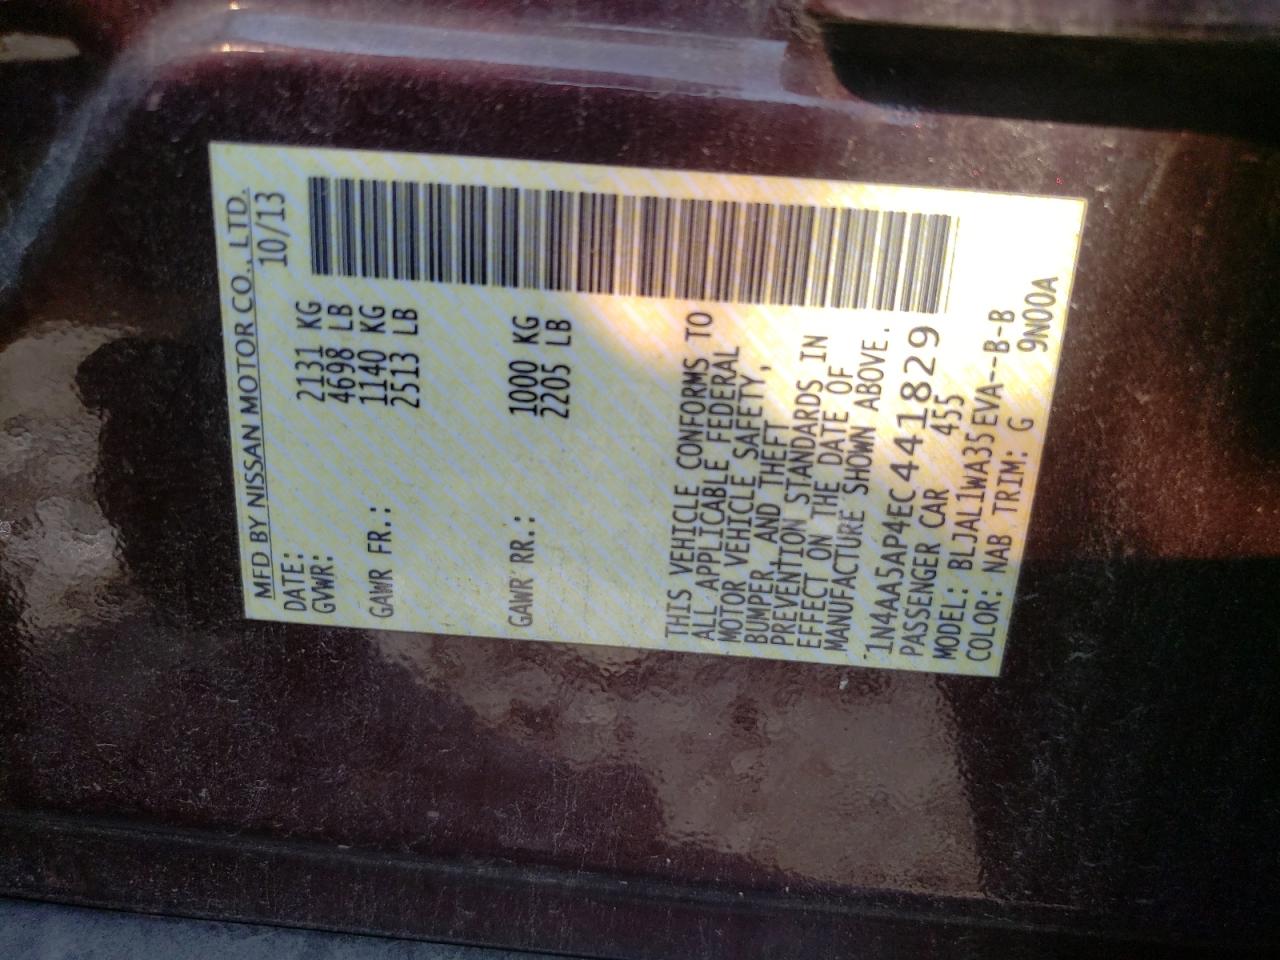 MFD BY NISSAN MOTOR CO., LTD.
DATE: 10/13
GVWR: 2131 KG
4698 LB
GAWR FR.: 1140 KG
2513 LB
GAWR RR.: 1000 KG
2205 LB
THIS VEHICLE CONFORMS TO
ALL APPLICABLE FEDERAL
MOTOR VEHICLE SAFETY,
BUMPER, AND THEFT
PREVENTION STANDARDS IN
EFFECT ON THE DATE OF
MANUFACTURE SHOWN ABOVE.
1N4AA5AP4EC441829
PASSENGER CAR 455
MODEL: BLJAL1WA35EVA--B-B
COLOR: NAB TRIM: G 9N00A